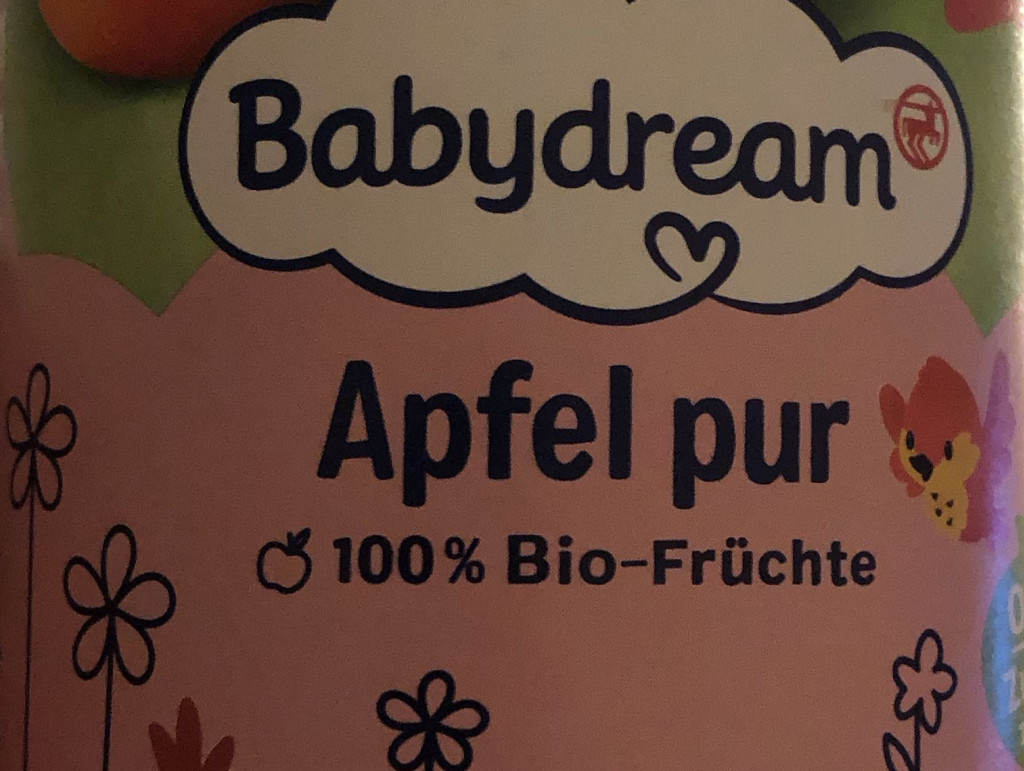 Babydream
Apfel pur
100% Bio-Früchte